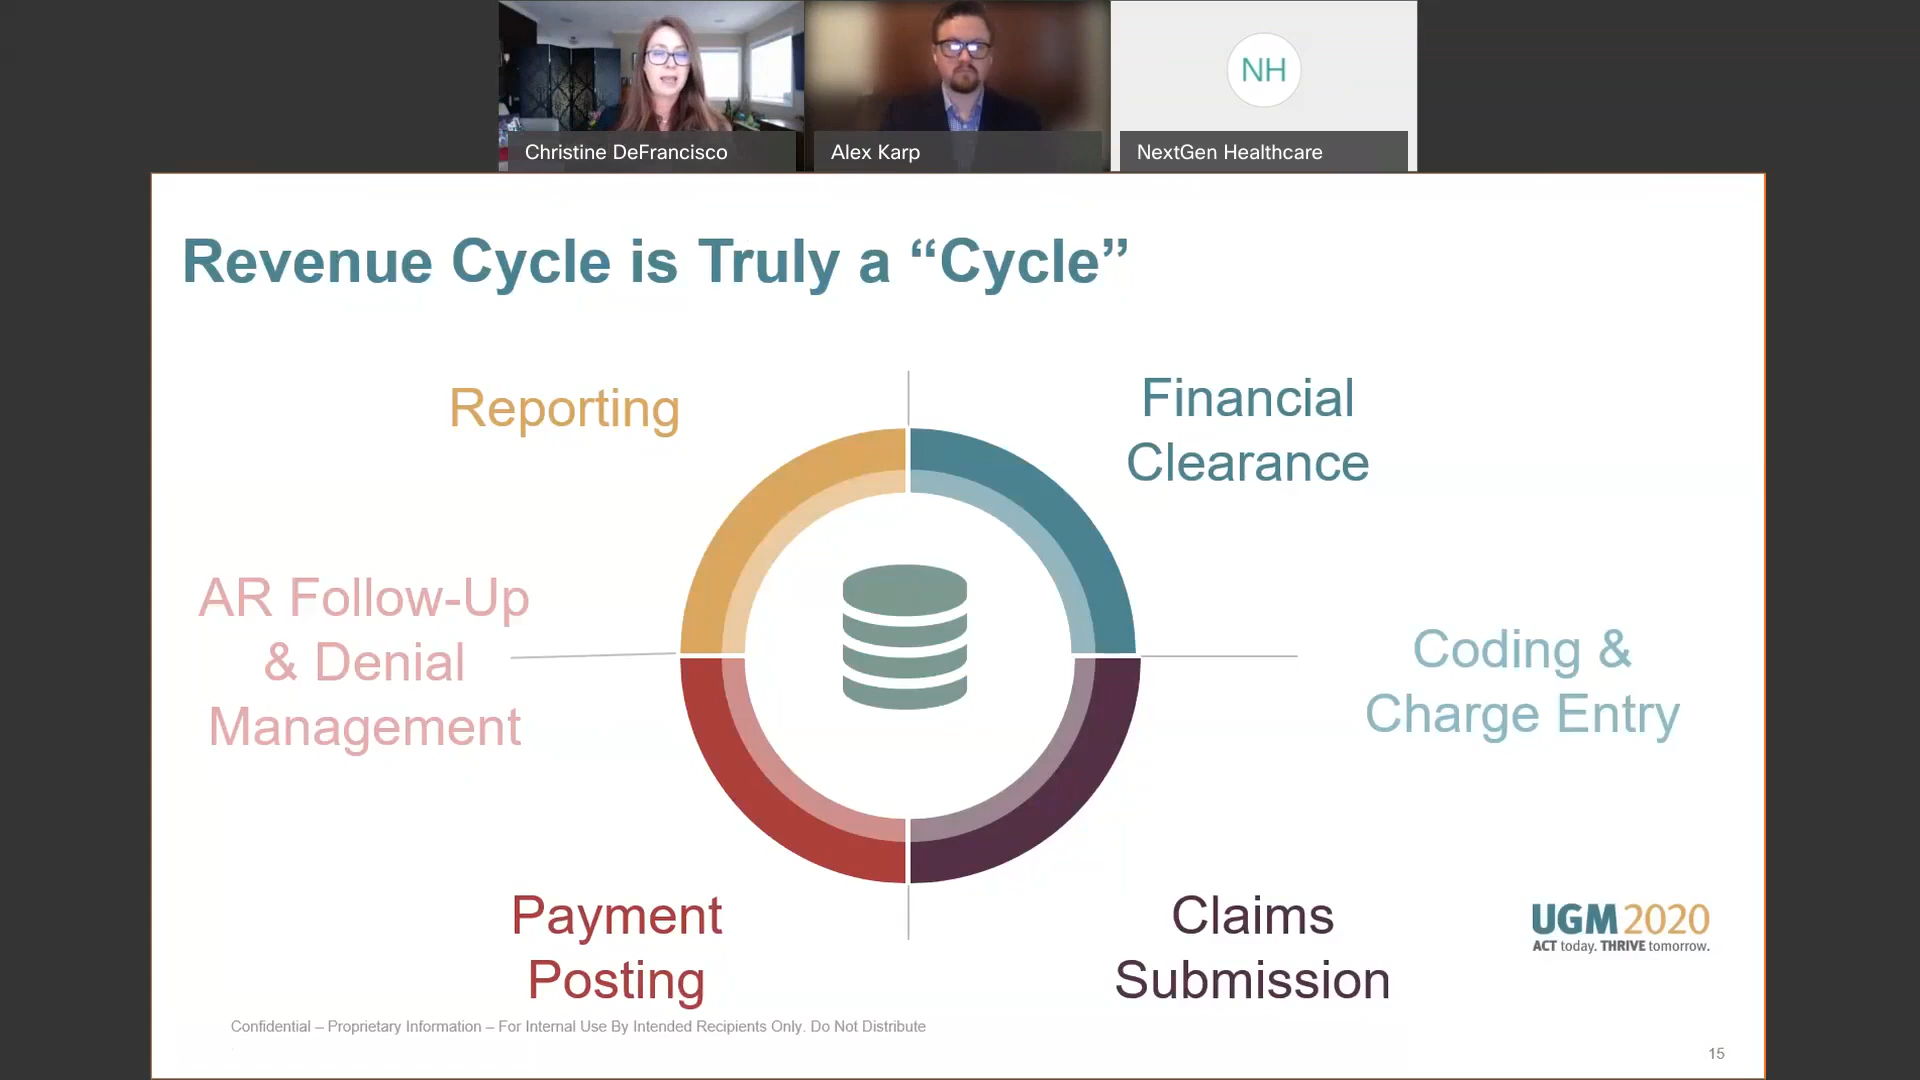 Christine DeFrancisco
Alex Karp
NH
NextGen Healthcare
Revenue Cycle is Truly a “Cycle”
Reporting
Financial
Clearance
AR Follow-Up
& Denial
Management
Coding &
Charge Entry
Payment
Posting
Claims
Submission
UGM 2020
ACT today. THRIVE tomorrow.
Confidential – Proprietary Information – For Internal Use By Intended Recipients Only. Do Not Distribute
15